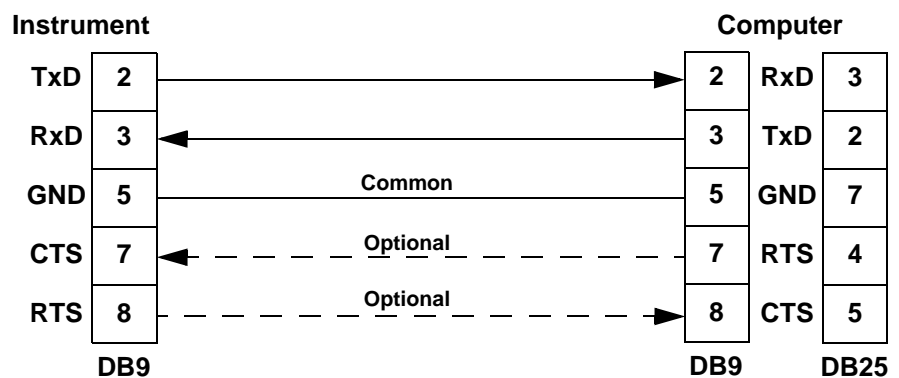 Instrument Computer
TxD 2 2 RxD 3
RxD 3 3 TxD 2
GND 5 Common 5 GND 7
CTS 7 Optional 7 RTS 4
RTS 8 Optional 8 CTS 5
DB9 DB9 DB25